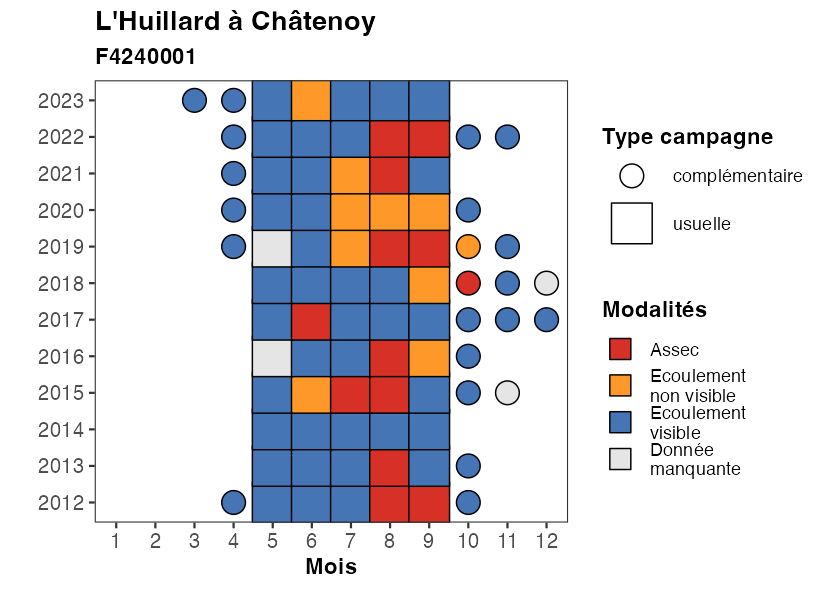 L'Huillard à Châtenoy
F4240001
2023
2022
2021
2020
2019
2018
2017
2016
2015
2014
2013
2012
1 2 3 4 5 6 7 8 9 10 11 12
Mois
Type campagne
complémentaire
usuelle
Modalités
Assec
Ecoulement
non visible
Ecoulement
visible
Donnée
manquante